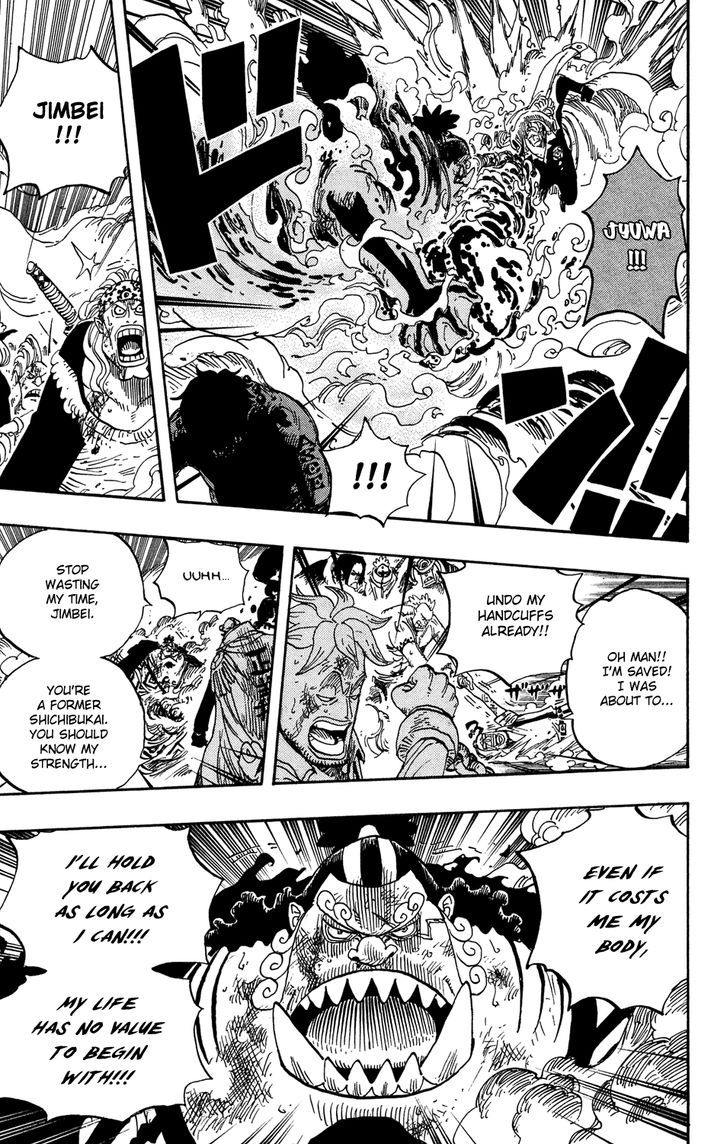 JYUWA
!!!
ド
ン
!!!
!!!
JIMBEI
!!!
OH MAN!!
I'M SAVED!
I WAS
ABOUT TO...
UNDO MY
HANDCUFFS
ALREADY!!
UUHH...
STOP
WASTING
MY TIME,
JIMBEI.
YOU'RE
A FORMER
SHICHIBUKAI.
YOU SHOULD
KNOW MY
STRENGTH...
EVEN IF
IT COSTS
ME MY
BODY,
I'LL HOLD
YOU BACK
AS LONG AS
I CAN!!!
MY LIFE
HAS NO VALUE
TO BEGIN
WITH!!!